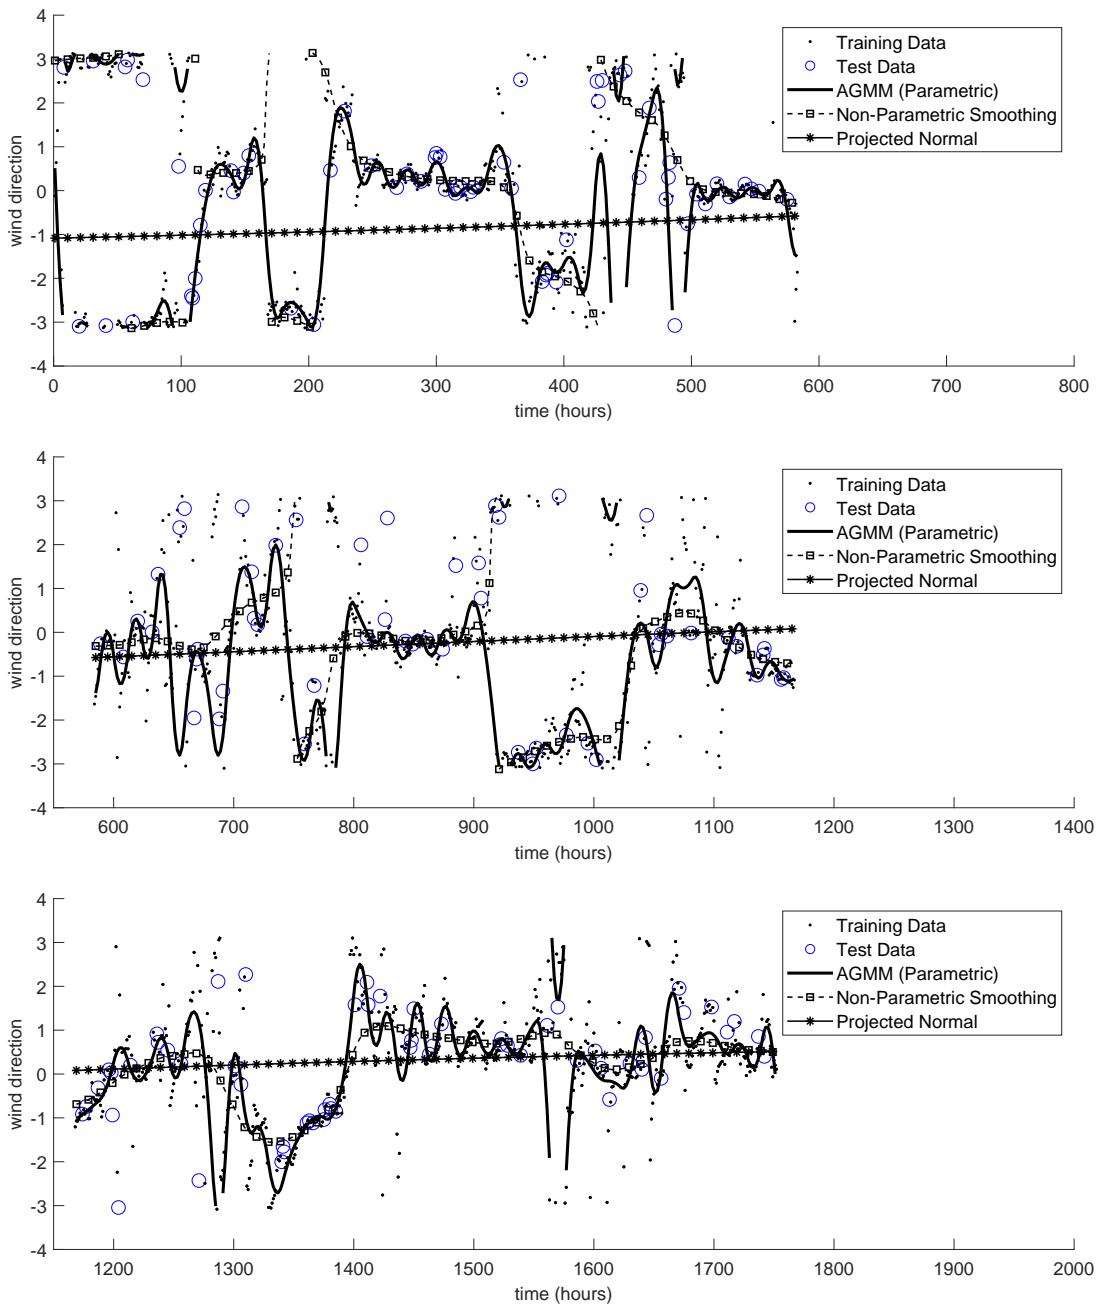 4
3
2
1
0
-1
-2
-3
-4
wind direction
Training Data
Test Data
AGMM (Parametric)
Non-Parametric Smoothing
Projected Normal
0 100 200 300 400 500 600 700 800
time (hours)
4
3
2
1
0
-1
-2
-3
-4
wind direction
Training Data
Test Data
AGMM (Parametric)
Non-Parametric Smoothing
Projected Normal
600 700 800 900 1000 1100 1200 1300 1400
time (hours)
4
3
2
1
0
-1
-2
-3
-4
wind direction
Training Data
Test Data
AGMM (Parametric)
Non-Parametric Smoothing
Projected Normal
1200 1300 1400 1500 1600 1700 1800 1900 2000
time (hours)